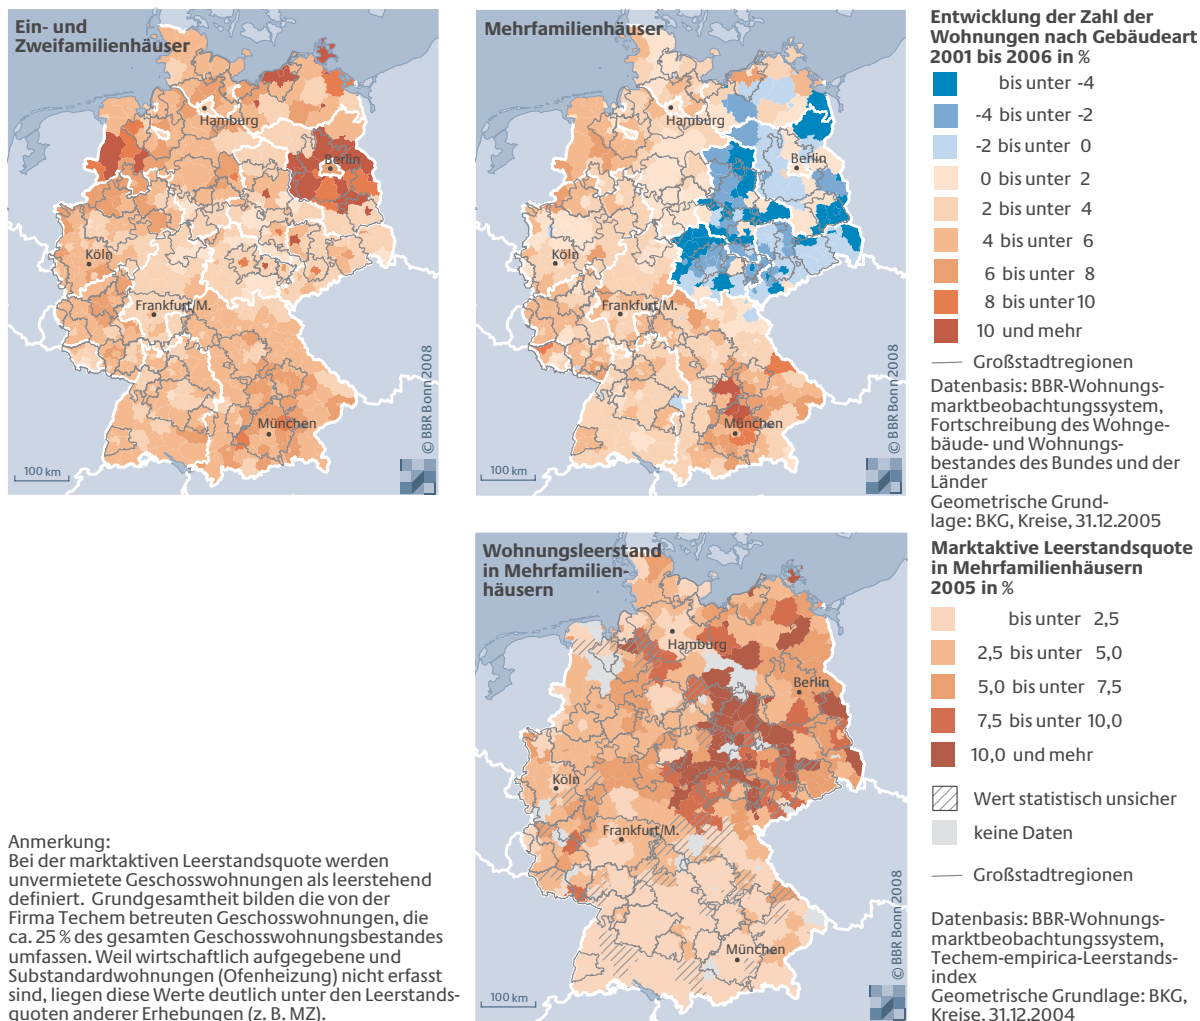 Ein- und
Zweifamilienhäuser
Hamburg
Berlin
Köln
Frankfurt/M.
München
100 km
© BBR Bonn 2008
Mehrfamilienhäuser
Hamburg
Berlin
Köln
Frankfurt/M.
München
100 km
© BBR Bonn 2008
Entwicklung der Zahl der
Wohnungen nach Gebäudeart
2001 bis 2006 in %
bis unter -4
-4 bis unter -2
-2 bis unter 0
0 bis unter 2
2 bis unter 4
4 bis unter 6
6 bis unter 8
8 bis unter 10
10 und mehr
Großstadtregionen
Datenbasis: BBR-Wohnungs-
marktbeobachtungssystem,
Fortschreibung des Wohnge-
bäude- und Wohnungs-
bestandes des Bundes und der
Länder
Geometrische Grund-
lage: BKG, Kreise, 31.12.2005
Wohnungsleerstand
in Mehrfamilien-
häusern
Hamburg
Berlin
Köln
Frankfurt/M.
München
100 km
© BBR Bonn 2008
Marktaktive Leerstandsquote
in Mehrfamilienhäusern
2005 in %
bis unter 2,5
2,5 bis unter 5,0
5,0 bis unter 7,5
7,5 bis unter 10,0
10,0 und mehr
Wert statistisch unsicher
keine Daten
Großstadtregionen
Datenbasis: BBR-Wohnungs-
marktbeobachtungssystem,
Techem-empirica-Leerstands-
index
Geometrische Grundlage: BKG,
Kreise, 31.12.2004
Anmerkung:
Bei der marktaktiven Leerstandsquote werden
unvermietete Geschosswohnungen als leerstehend
definiert. Grundgesamtheit bilden die von der
Firma Techem betreuten Geschosswohnungen, die
ca. 25 % des gesamten Geschosswohnungsbestandes
umfassen. Weil wirtschaftlich aufgegebene und
Substandardwohnungen (Ofenheizung) nicht erfasst
sind, liegen diese Werte deutlich unter den Leerstands-
quoten anderer Erhebungen (z. B. MZ).